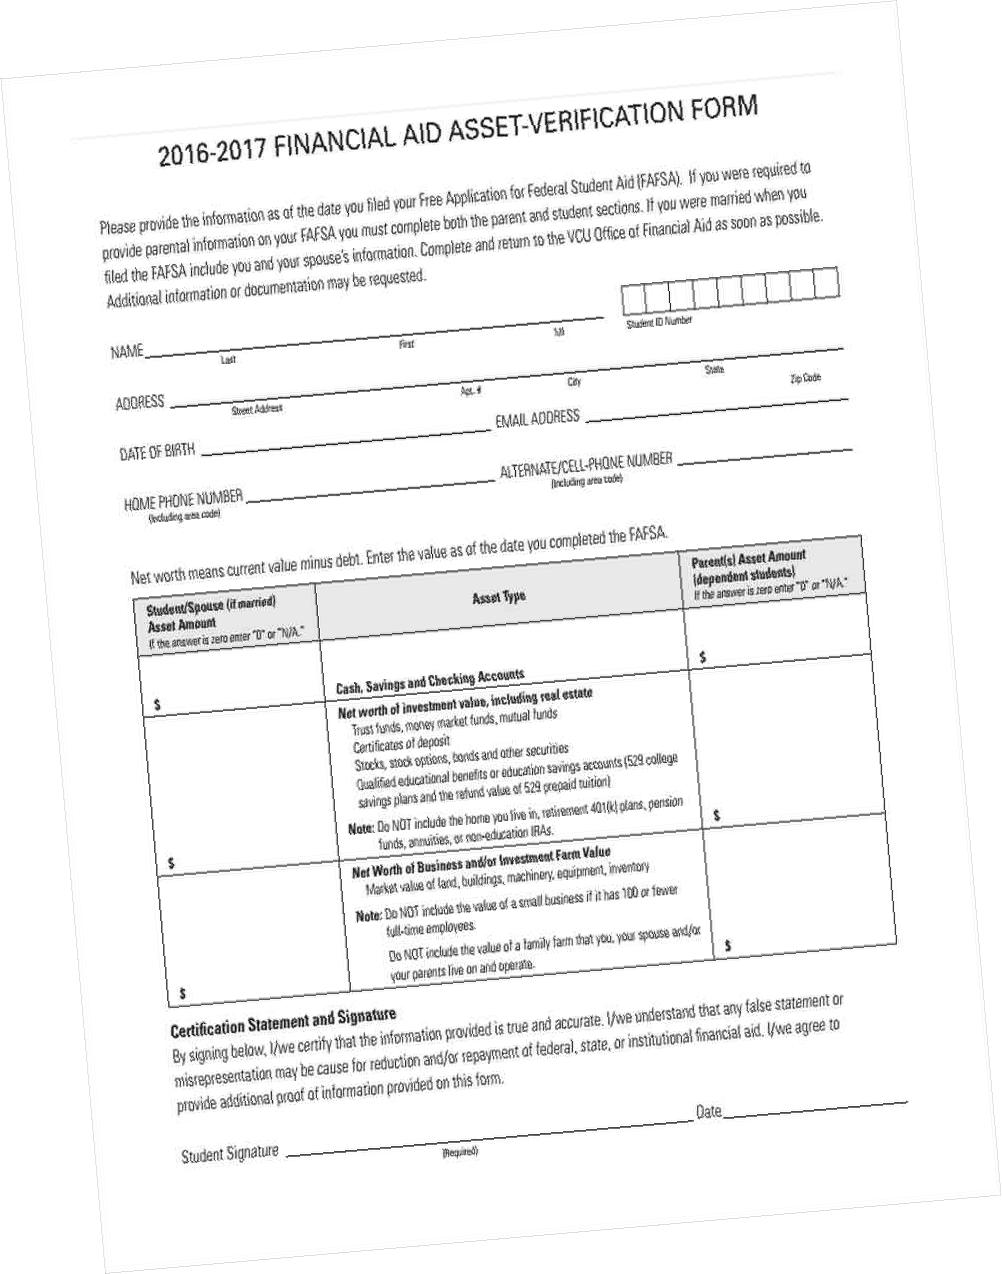 2016-2017 FINANCIAL AID ASSET-VERIFICATION FORM
Please provide the information as of the date you filed your Free Application for Federal Student Aid (FAFSA). If you were required to
provide parental information on your FAFSA you must complete both the parent and student sections. If you were married when you
filed the FAFSA include you and your spouse's information. Complete and return to the VCU Office of Financial Aid as soon as possible.
Additional information or documentation may be requested.
NAME
Last First MI
Student ID Number
ADDRESS
Street Address Apt. # City State Zip Code
DATE OF BIRTH EMAIL ADDRESS
HOME PHONE NUMBER ALTERNATE/CELL-PHONE NUMBER
(Including area code) (Including area code)
Net worth means current value minus debt. Enter the value as of the date you completed the FAFSA.
Student/Spouse (if married)
Asset Amount
If the answer is zero enter "0" or "N/A."
Asset Type
Parent(s) Asset Amount
(dependent students)
If the answer is zero enter "0" or "N/A."
$
Cash, Savings and Checking Accounts
$
$
Net worth of investment value, including real estate
Trust funds, money market funds, mutual funds
Certificates of deposit
Stocks, stock options, bonds and other securities
Qualified educational benefits or education savings accounts (529 college
savings plans and the refund value of 529 prepaid tuition)
Note: Do NOT include the home you live in, retirement 401(k) plans, pension
funds, annuities, or non-education IRAs.
$
$
Net Worth of Business and/or Investment Farm Value
Market value of land, buildings, machinery, equipment, inventory
Note: Do NOT include the value of a small business if it has 100 or fewer
full-time employees.
Do NOT include the value of a family farm that you, your spouse and/or
your parents live on and operate.
$
Certification Statement and Signature
By signing below, I/we certify that the information provided is true and accurate. I/we understand that any false statement or
misrepresentation may be cause for reduction and/or repayment of federal, state, or institutional financial aid. I/we agree to
provide additional proof of information provided on this form.
Student Signature Date
(Required)